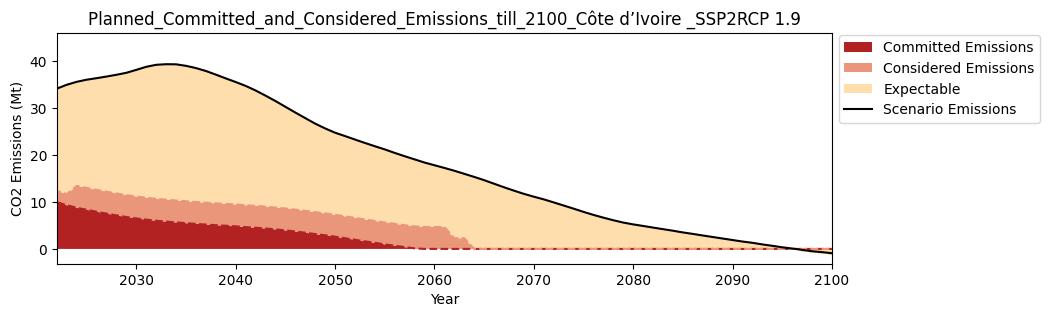 Planned_Committed_and_Considered_Emissions_till_2100_Côte d’Ivoire _SSP2RCP 1.9
CO2 Emissions (Mt)
40
30
20
10
0
2030 2040 2050 2060 2070 2080 2090 2100
Year
Committed Emissions
Considered Emissions
Expectable
Scenario Emissions